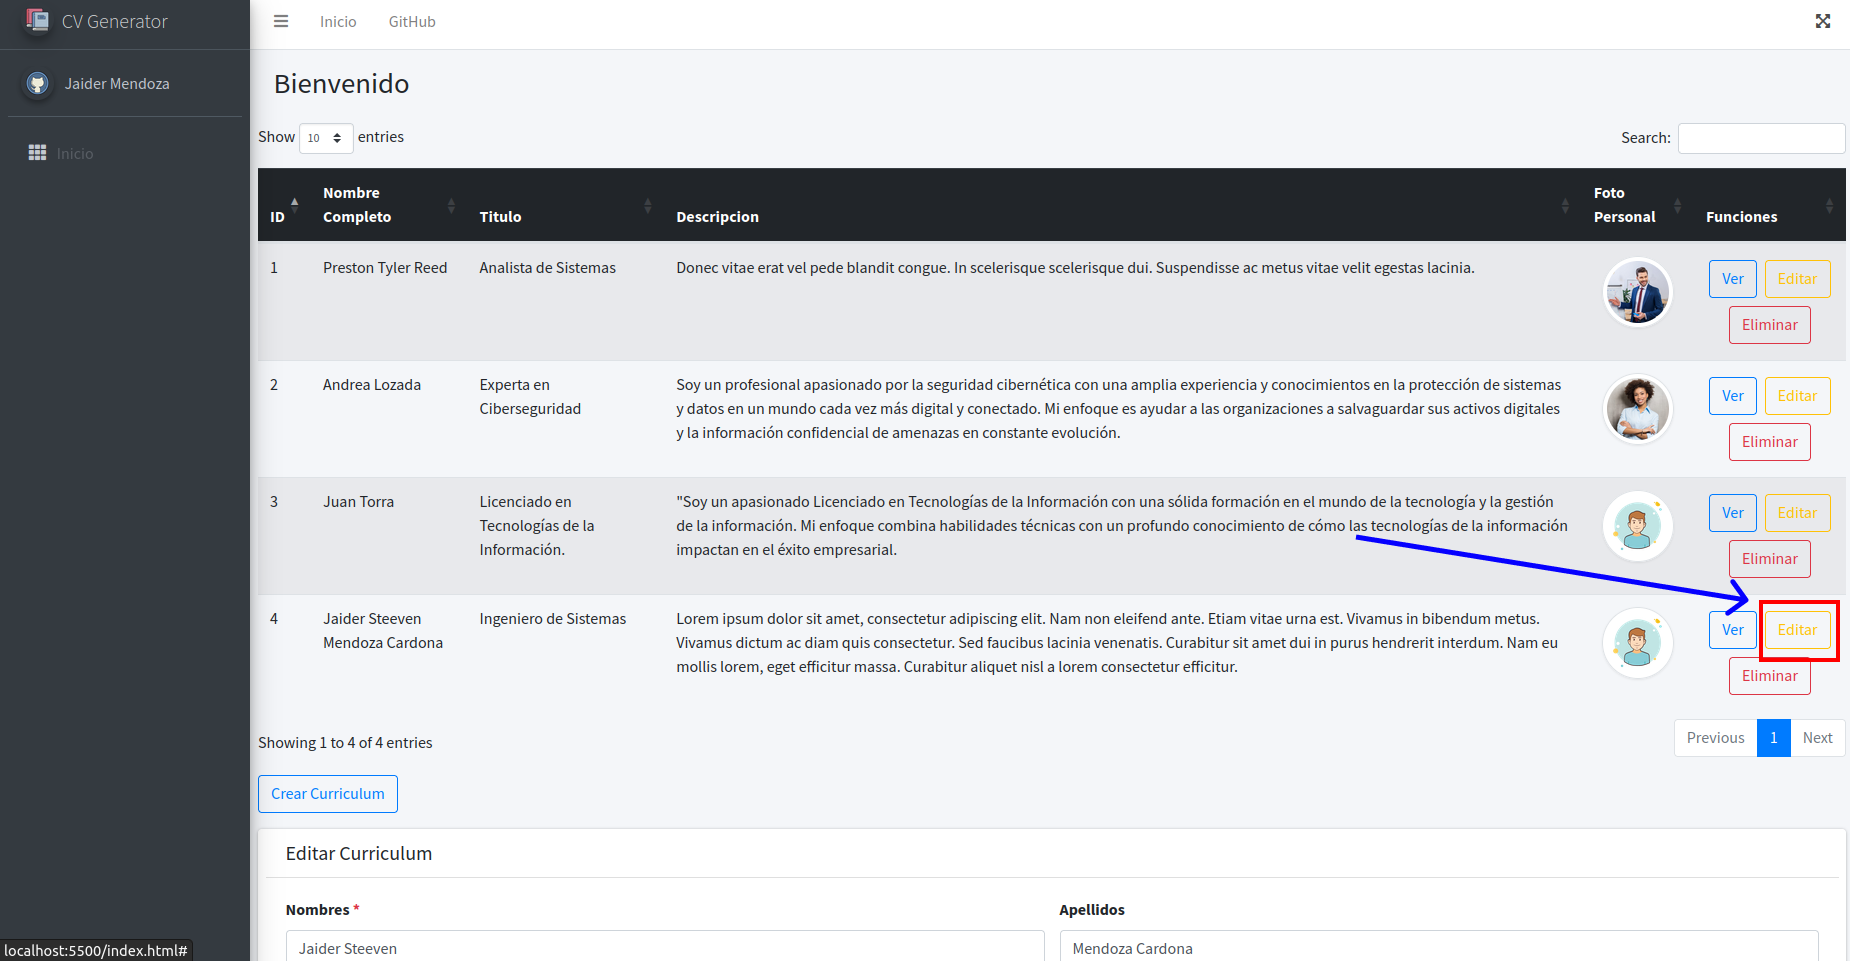 CV Generator
Inicio
GitHub
Jaider Mendoza
Inicio
Bienvenido
Show 10 entries
Search:
ID
Nombre
Completo
Titulo
Descripcion
Foto
Personal
Funciones
1
Preston Tyler Reed
Analista de Sistemas
Donec vitae erat vel pede blandit congue. In scelerisque scelerisque dui. Suspendisse ac metus vitae velit egestas lacinia.
Ver
Editar
Eliminar
2
Andrea Lozada
Experta en
Ciberseguridad
Soy un profesional apasionado por la seguridad cibernética con una amplia experiencia y conocimientos en la protección de sistemas
y datos en un mundo cada vez más digital y conectado. Mi enfoque es ayudar a las organizaciones a salvaguardar sus activos digitales
y la información confidencial de amenazas en constante evolución.
Ver
Editar
Eliminar
3
Juan Torra
Licenciado en
Tecnologías de la
Información.
"Soy un apasionado Licenciado en Tecnologías de la Información con una sólida formación en el mundo de la tecnología y la gestión
de la información. Mi enfoque combina habilidades técnicas con un profundo conocimiento de cómo las tecnologías de la información
impactan en el éxito empresarial.
Ver
Editar
Eliminar
4
Jaider Steeven
Mendoza Cardona
Ingeniero de Sistemas
Lorem ipsum dolor sit amet, consectetur adipiscing elit. Nam non eleifend ante. Etiam vitae urna est. Vivamus in bibendum metus.
Vivamus dictum ac diam quis consectetur. Sed faucibus lacinia venenatis. Curabitur sit amet dui in purus hendrerit interdum. Nam eu
mollis lorem, eget efficitur massa. Curabitur aliquet nisl a lorem consectetur efficitur.
Ver
Editar
Eliminar
Showing 1 to 4 of 4 entries
Previous
1
Next
Crear Curriculum
Editar Curriculum
Nombres *
Apellidos
Jaider Steeven
Mendoza Cardona
localhost:5500/index.html#